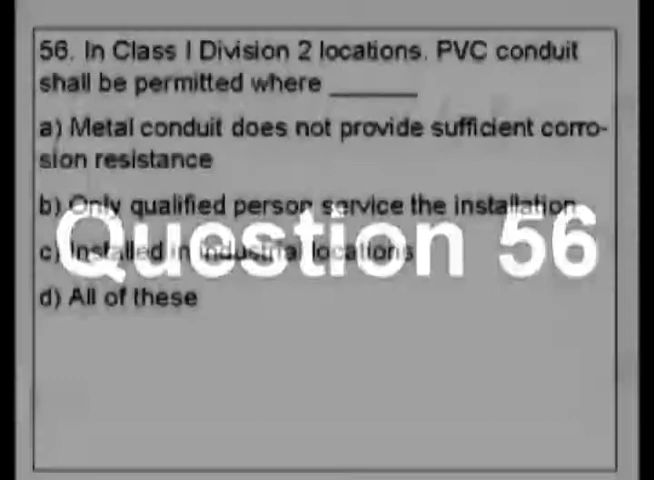 56. In Class I Division 2 locations. PVC conduit
shall be permitted where ______
a) Metal conduit does not provide sufficient corro-
sion resistance
b) Only qualified person service the installation
c) Installed in industrial locations
d) All of these
Question 56